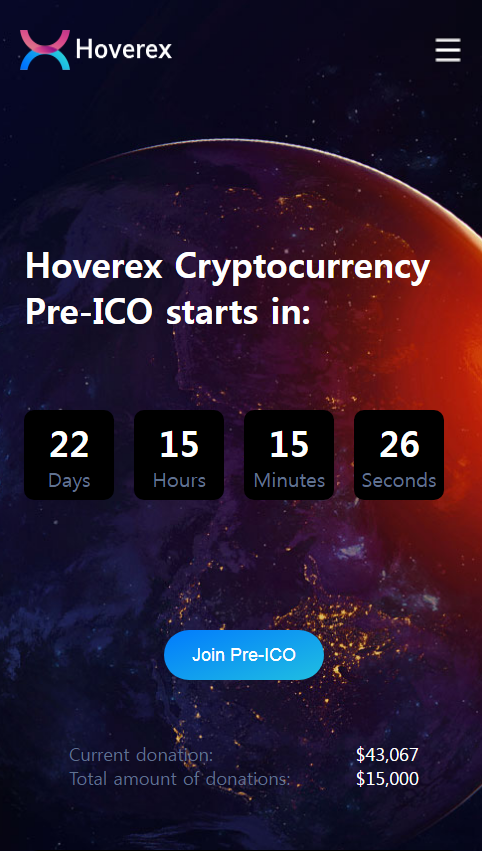 Hoverex
Hoverex Cryptocurrency
Pre-ICO starts in:
22 15 15 26
Days Hours Minutes Seconds
Join Pre-ICO
Current donation: $43,067
Total amount of donations: $15,000